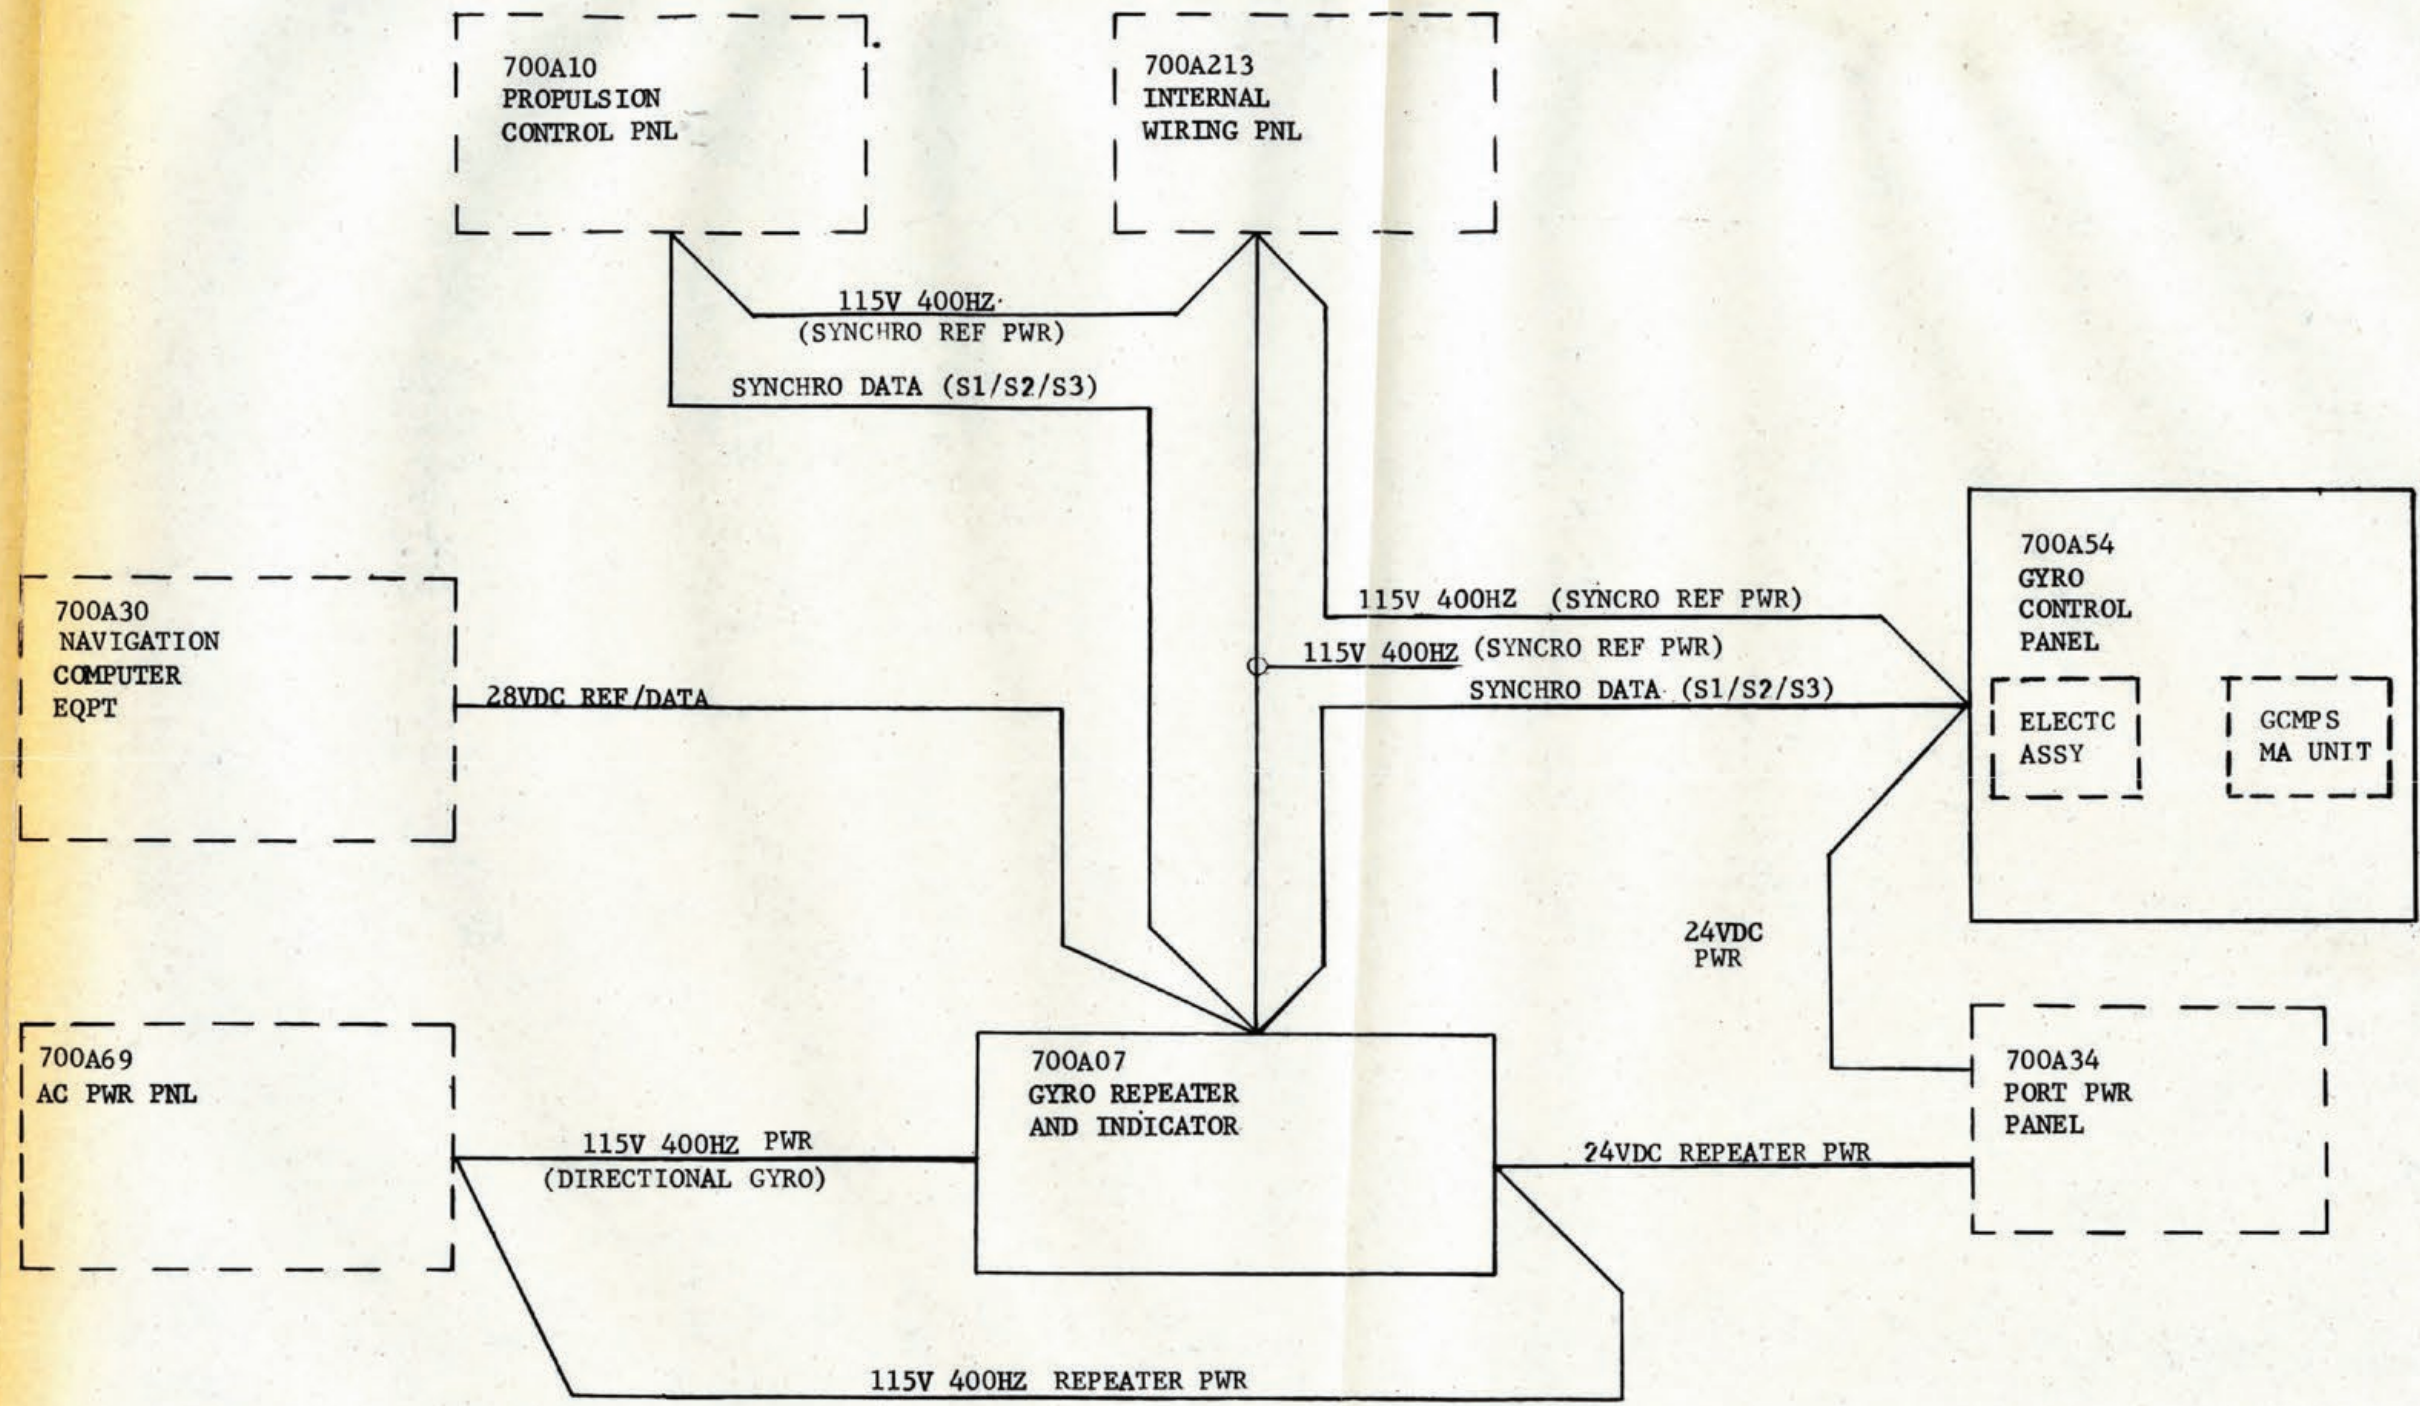 700A10
PROPULSION
CONTROL PNL
700A213
INTERNAL
WIRING PNL
115V 400HZ
(SYNCHRO REF PWR)
SYNCHRO DATA (S1/S2/S3)
700A54
GYRO
CONTROL
PANEL
ELECTC
ASSY
GCMPS
MA UNIT
115V 400HZ (SYNCRO REF PWR)
115V 400HZ (SYNCRO REF PWR)
SYNCHRO DATA (S1/S2/S3)
700A30
NAVIGATION
COMPUTER
EQPT
28VDC REF/DATA
24VDC
PWR
700A69
AC PWR PNL
115V 400HZ PWR
(DIRECTIONAL GYRO)
700A07
GYRO REPEATER
AND INDICATOR
24VDC REPEATER PWR
700A34
PORT PWR
PANEL
115V 400HZ REPEATER PWR